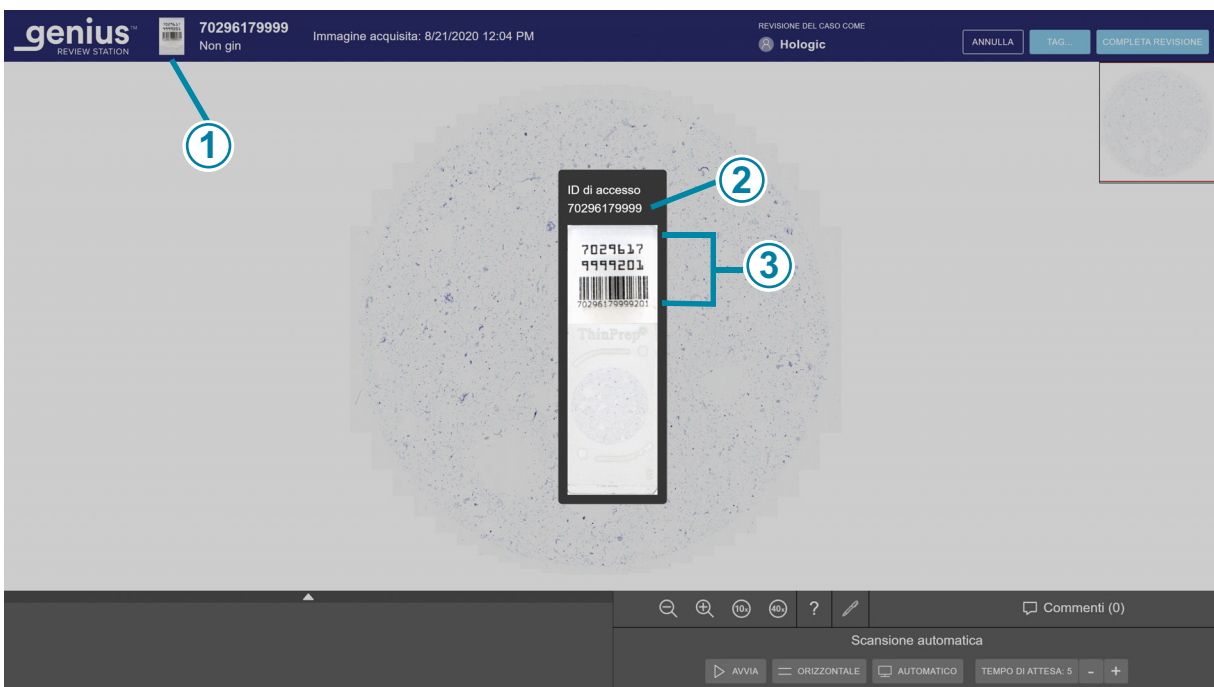 genius™
REVIEW STATION
70296179999
Non gin
Immagine acquisita: 8/21/2020 12:04 PM
REVISIONE DEL CASO COME
Hologic
ANNULLA
TAG...
COMPLETA REVISIONE
1
2
ID di accesso
70296179999
7029617
9999201
70296179999201
3
ThinPrep®
10x
40x
?
Commenti (0)
Scansione automatica
AVVIA
ORIZZONTALE
AUTOMATICO
TEMPO DI ATTESA: 5
-
+